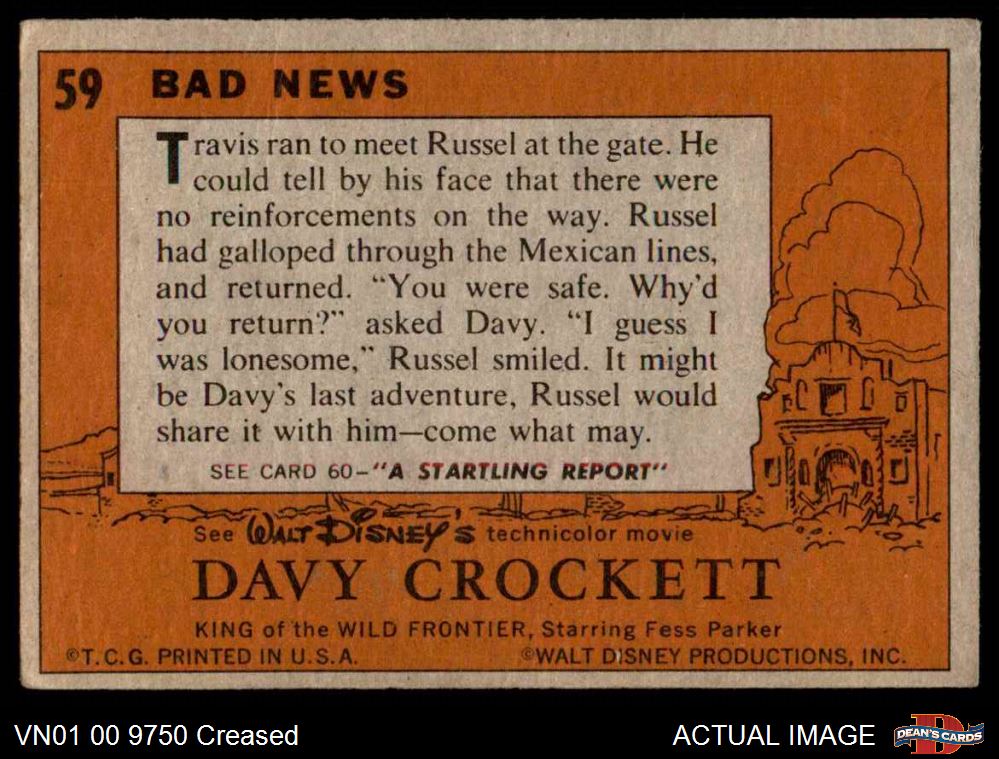 59 BAD NEWS
Travis ran to meet Russel at the gate. He
could tell by his face that there were
no reinforcements on the way. Russel
had galloped through the Mexican lines,
and returned. “You were safe. Why’d
you return?” asked Davy. “I guess I
was lonesome,” Russel smiled. It might
be Davy’s last adventure, Russel would
share it with him—come what may.
SEE CARD 60–"A STARTLING REPORT"
See WALT DISNEY'S technicolor movie
DAVY CROCKETT
KING of the WILD FRONTIER, Starring Fess Parker
©T.C.G. PRINTED IN U.S.A. ©WALT DISNEY PRODUCTIONS, INC.
VN01 00 9750 Creased ACTUAL IMAGE D DEAN'S CARDS